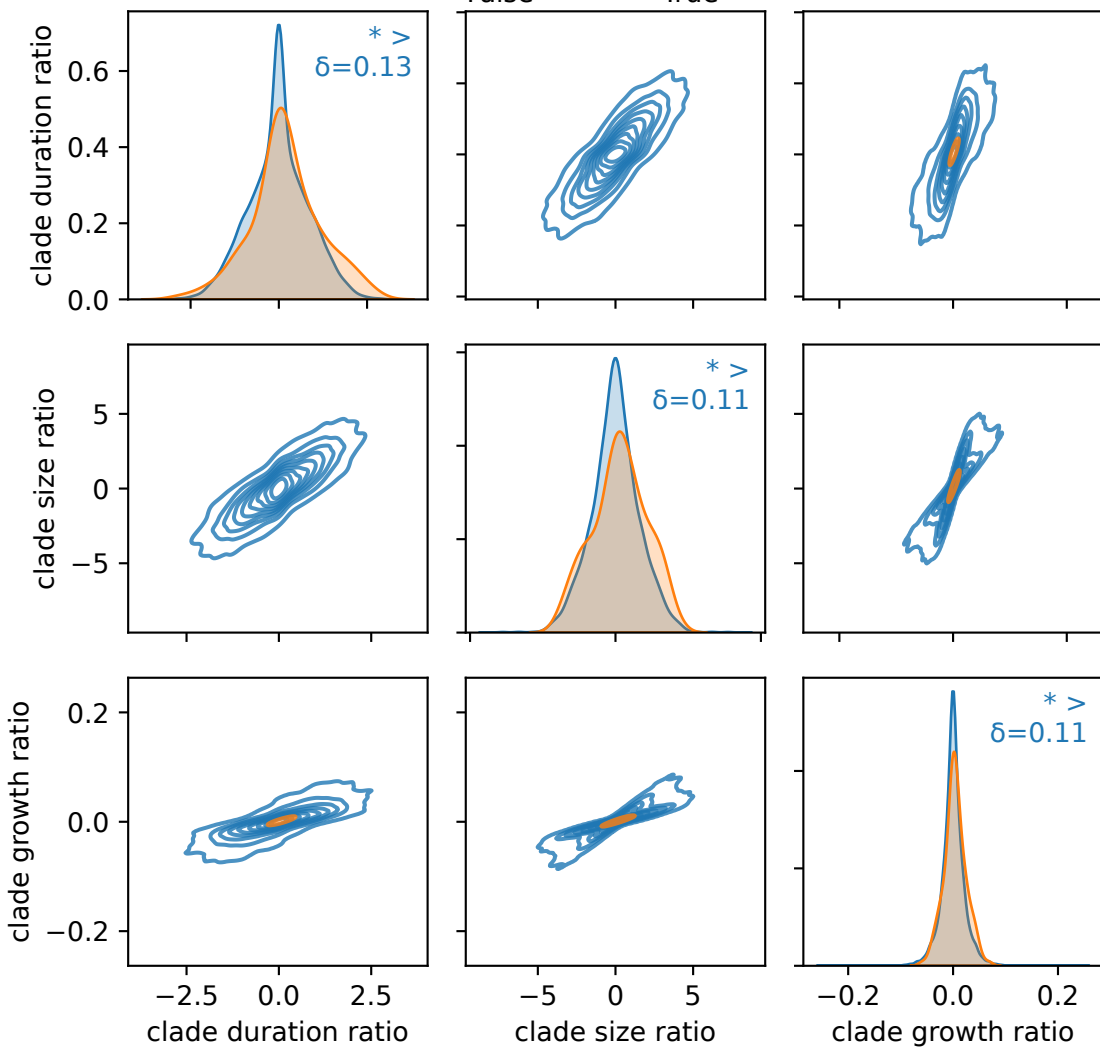 False True
clade duration ratio
0.6
0.4
0.2
0.0
* >
δ=0.13
clade size ratio
5
0
−5
* >
δ=0.11
clade growth ratio
0.2
0.0
−0.2
* >
δ=0.11
−2.5 0.0 2.5
−5 0 5
−0.2 0.0 0.2
clade duration ratio
clade size ratio
clade growth ratio